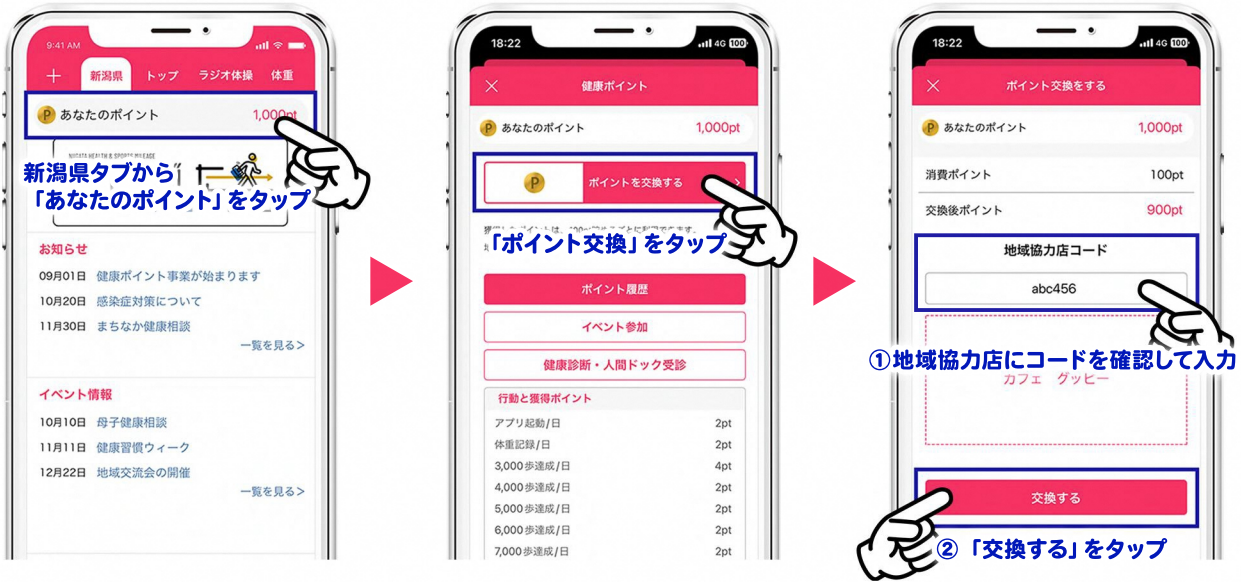 9:41 AM
新潟県
トップ
ラジオ体操
体重
P あなたのポイント
1,000pt
NIIGATA HEALTH & SPORTS MILEAGE
新潟県タブから
「あなたのポイント」をタップ
お知らせ
09月01日 健康ポイント事業が始まります
10月20日 感染症対策について
11月30日 まちなか健康相談
一覧を見る>
イベント情報
10月10日 母子健康相談
11月11日 健康習慣ウィーク
12月22日 地域交流会の開催
一覧を見る>
18:22
4G 100
健康ポイント
P あなたのポイント
1,000pt
P ポイントを交換する
「ポイント交換」をタップ
ポイント履歴
イベント参加
健康診断・人間ドック受診
行動と獲得ポイント
アプリ起動/日 2pt
体重記録/日 2pt
3,000歩達成/日 4pt
4,000歩達成/日 2pt
5,000歩達成/日 2pt
6,000歩達成/日 2pt
7,000歩達成/日 2pt
18:22
4G 100
ポイント交換をする
P あなたのポイント
1,000pt
消費ポイント 100pt
交換後ポイント 900pt
地域協力店コード
abc456
①地域協力店にコードを確認して入力
カフェ グッピー
交換する
②「交換する」をタップ